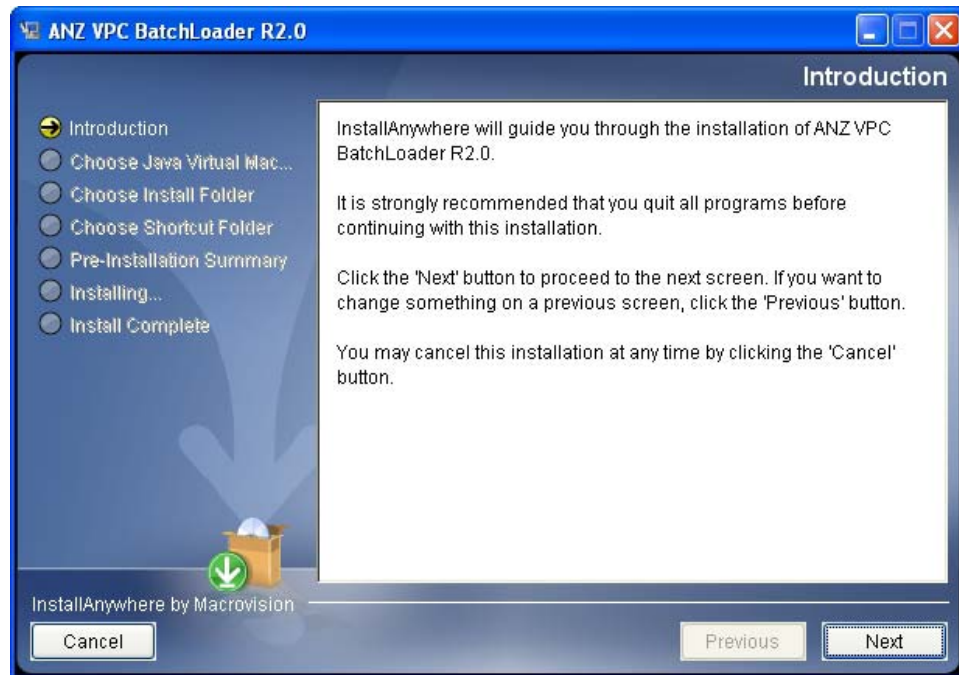 ANZ VPC BatchLoader R2.0
Introduction
Introduction
Choose Java Virtual Mac...
Choose Install Folder
Choose Shortcut Folder
Pre-Installation Summary
Installing...
Install Complete
InstallAnywhere will guide you through the installation of ANZ VPC
BatchLoader R2.0.
It is strongly recommended that you quit all programs before
continuing with this installation.
Click the 'Next' button to proceed to the next screen. If you want to
change something on a previous screen, click the 'Previous' button.
You may cancel this installation at any time by clicking the 'Cancel'
button.
InstallAnywhere by Macrovision
Cancel
Previous
Next